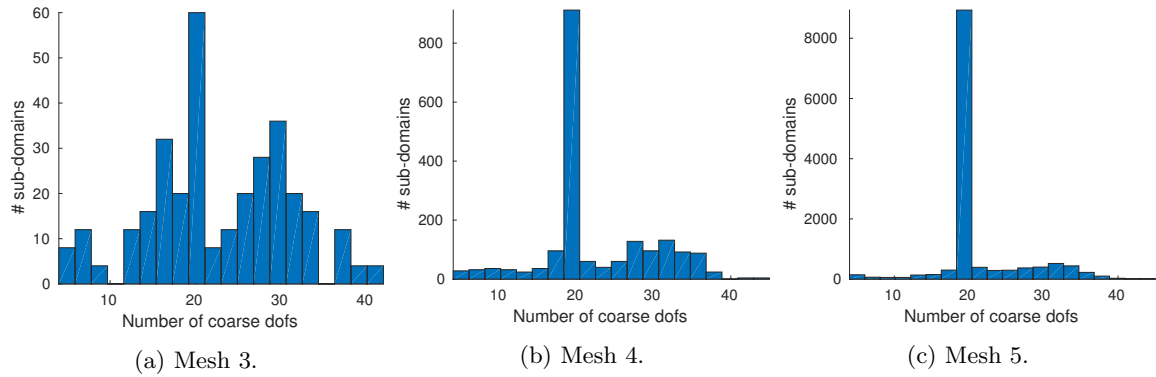 60
50
40
30
20
10
0
# sub-domains
10 20 30 40
Number of coarse dofs
(a) Mesh 3.
800
600
400
200
0
# sub-domains
10 20 30 40
Number of coarse dofs
(b) Mesh 4.
8000
6000
4000
2000
0
# sub-domains
10 20 30 40
Number of coarse dofs
(c) Mesh 5.